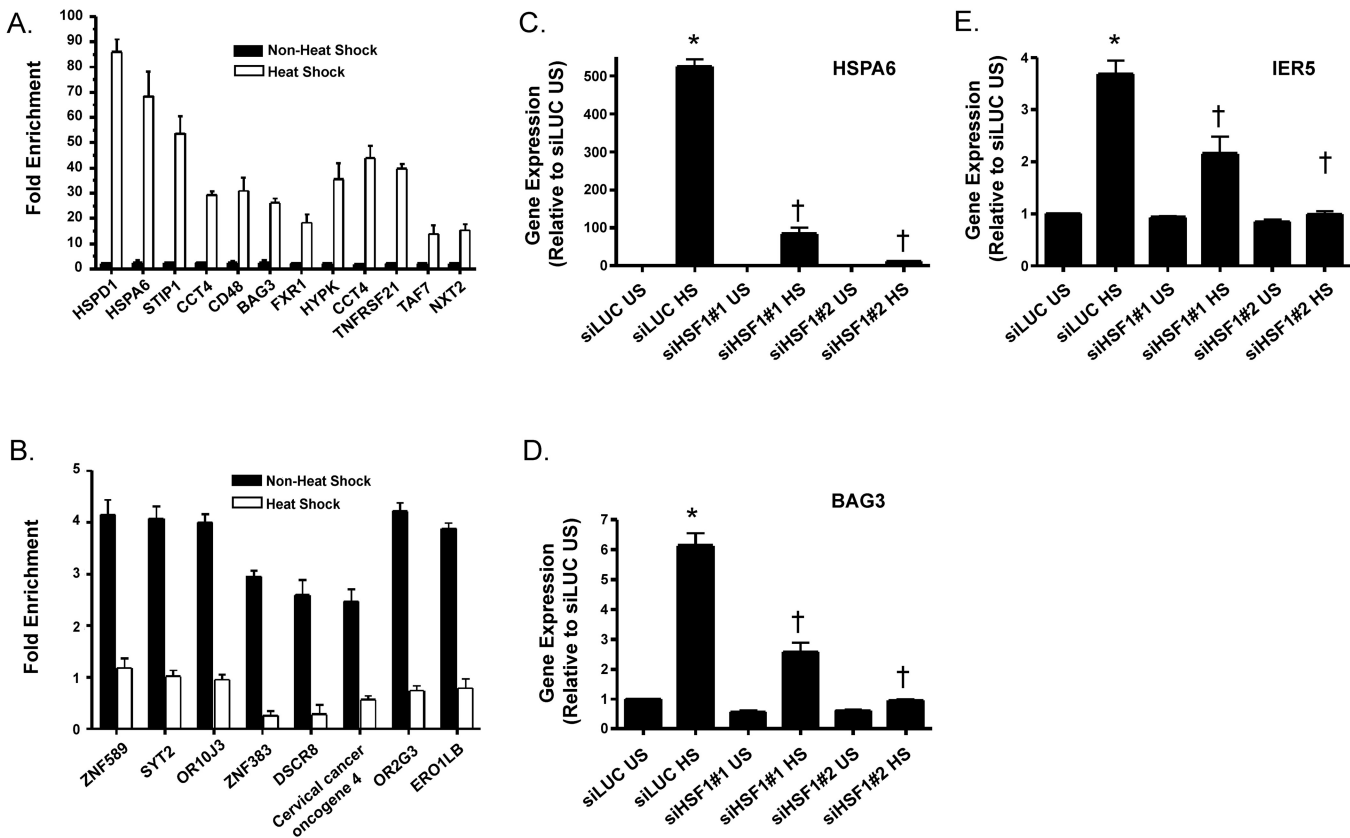 A.
Fold Enrichment
100
90
80
70
60
50
40
30
20
10
0
Non-Heat Shock
Heat Shock
HSPD1
HSPA6
STIP1
CCT4
CD48
BAG3
FXR1
HYPK
CCT4
TNFRSF21
TAF7
NXT2
B.
Fold Enrichment
5
4
3
2
1
0
Non-Heat Shock
Heat Shock
ZNF589
SYT2
OR10J3
ZNF383
DSCR8
Cervical cancer
oncogene 4
OR2G3
ERO1LB
C.
HSPA6
Gene Expression
(Relative to siLUC US)
500
400
300
200
100
0
*
†
†
siLUC US
siLUC HS
siHSF1#1 US
siHSF1#1 HS
siHSF1#2 US
siHSF1#2 HS
D.
BAG3
Gene Expression
(Relative to siLUC US)
7
6
5
4
3
2
1
0
*
†
†
siLUC US
siLUC HS
siHSF1#1 US
siHSF1#1 HS
siHSF1#2 US
siHSF1#2 HS
E.
IER5
Gene Expression
(Relative to siLUC US)
4
3
2
1
0
*
†
†
siLUC US
siLUC HS
siHSF1#1 US
siHSF1#1 HS
siHSF1#2 US
siHSF1#2 HS